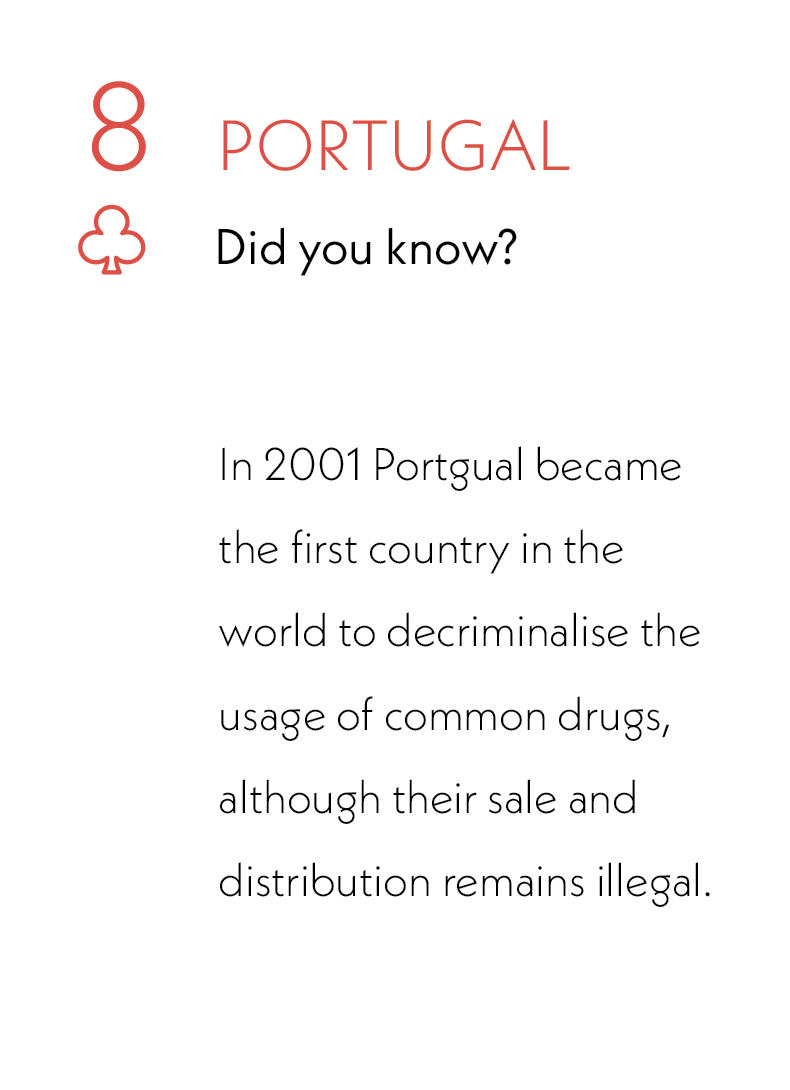 8
PORTUGAL
Did you know?
In 2001 Portgual became
the first country in the
world to decriminalise the
usage of common drugs,
although their sale and
distribution remains illegal.